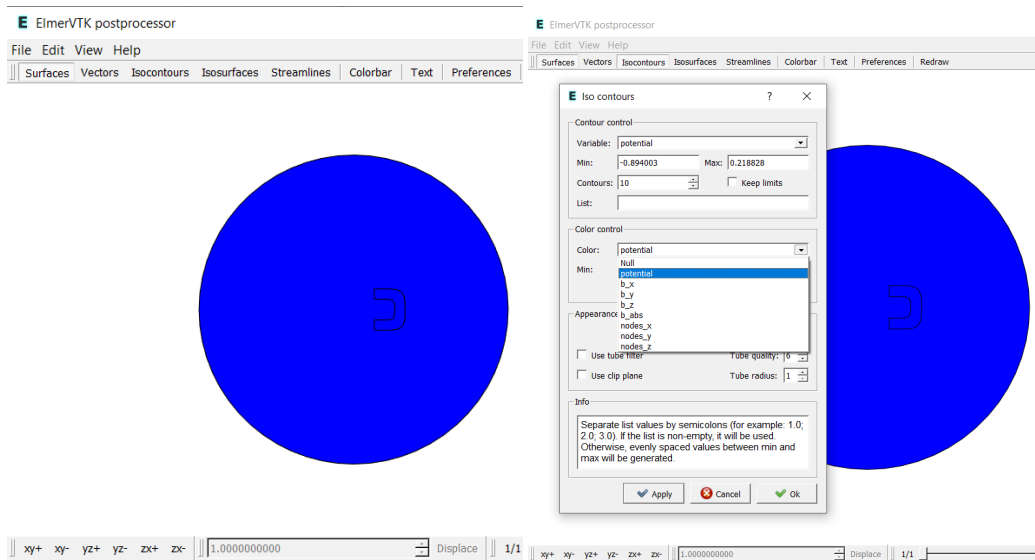 ElmerVTK postprocessor
File Edit View Help
Surfaces Vectors Isocontours Isosurfaces Streamlines Colorbar Text Preferences
xy+ xy- yz+ yz- zx+ zx- 1.0000000000 Displace 1/1
ElmerVTK postprocessor
File Edit View Help
Surfaces Vectors Isocontours Isosurfaces Streamlines Colorbar Text Preferences Redraw
Iso contours ? ×
Contour control
Variable: potential
Min: -0.894003 Max: 0.218828
Contours: 10 Keep limits
List:
Color control
Color: potential
Min:
Null
potential
b_x
b_y
b_z
b_abs
nodes_x
nodes_y
nodes_z
Appearance
Use tube filter Tube quality: 6
Use clip plane Tube radius: 1
Info
Separate list values by semicolons (for example: 1.0;
2.0; 3.0). If the list is non-empty, it will be used.
Otherwise, evenly spaced values between min and
max will be generated.
Apply Cancel Ok
xy+ xy- yz+ yz- zx+ zx- 1.0000000000 Displace 1/1